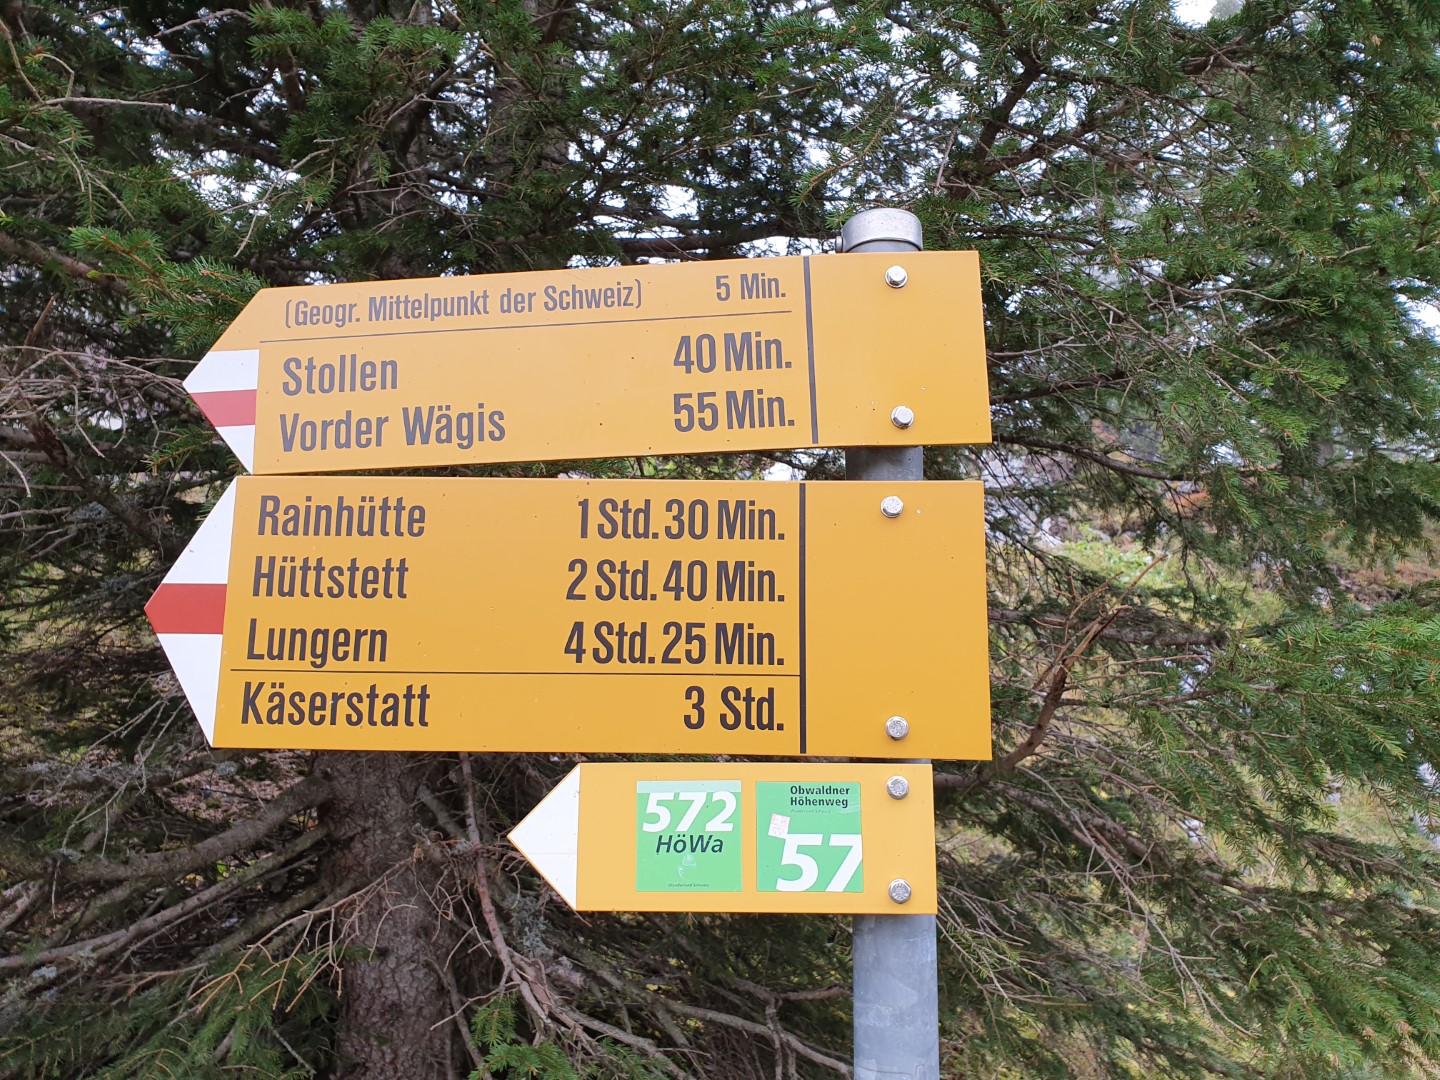 (Geogr. Mittelpunkt der Schweiz) 5 Min.
Stollen 40 Min.
Vorder Wägis 55 Min.
Rainhütte 1 Std. 30 Min.
Hüttstett 2 Std. 40 Min.
Lungern 4 Std. 25 Min.
Käserstatt 3 Std.
572
HöWa
Obwaldner
Höhenweg
57